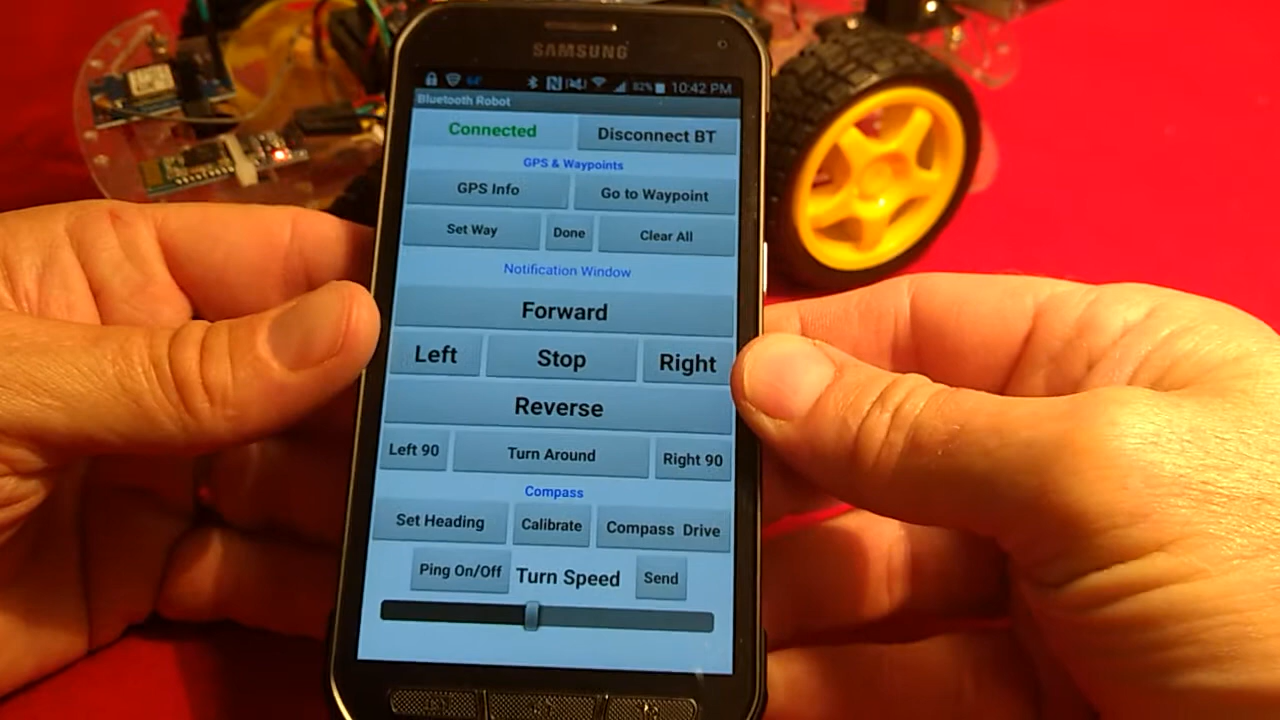 SAMSUNG
82% 10:42 PM
Bluetooth Robot
Connected Disconnect BT
GPS & Waypoints
GPS Info Go to Waypoint
Set Way Done Clear All
Notification Window
Forward
Left Stop Right
Reverse
Left 90 Turn Around Right 90
Compass
Set Heading Calibrate Compass Drive
Ping On/Off Turn Speed Send